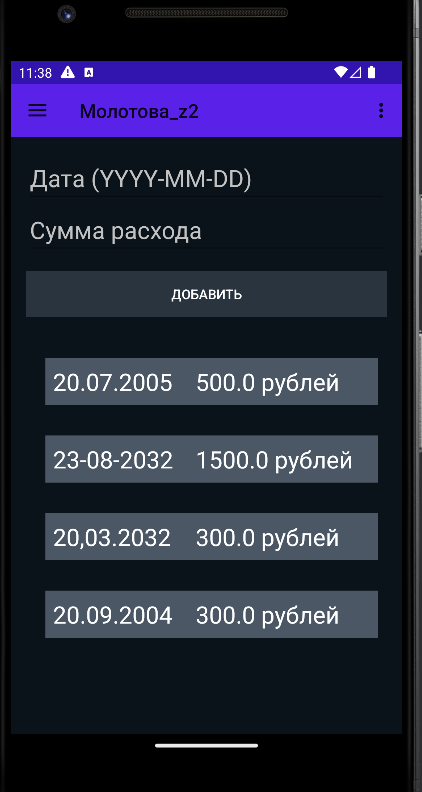 11:38
Молотова_z2
Дата (YYYY-MM-DD)
Сумма расхода
ДОБАВИТЬ
20.07.2005 500.0 рублей
23-08-2032 1500.0 рублей
20,03.2032 300.0 рублей
20.09.2004 300.0 рублей